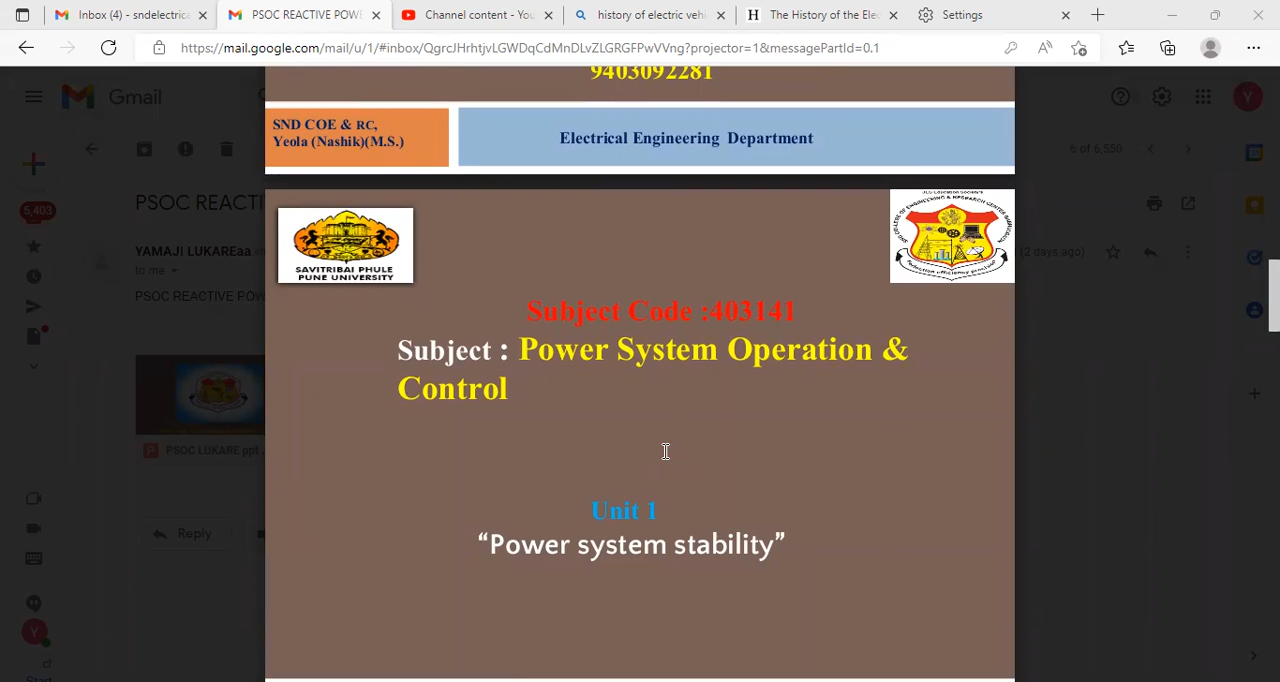 Inbox (4) - sndelectrica
PSOC REACTIVE POW
Channel content - You
history of electric vehi
H The History of the Elec
Settings
https://mail.google.com/mail/u/1/#inbox/QgrcJHrhtjvLGWDqCdMnDLvZLGRGFPwVVng?projector=1&messagePartId=0.1
9403092281
Gmail
SND COE & RC,
Yeola (Nashik)(M.S.)
Electrical Engineering Department
6 of 6,550
5,403
PSOC REACTIVE
YAMAJI LUKAREaa
to me
(2 days ago)
PSOC REACTIVE POW
SAVITRIBAI PHULE
PUNE UNIVERSITY
Subject Code :403141
Subject : Power System Operation &
Control
PSOC LUKARE ppt ..
Unit 1
“Power system stability”
Reply
Y
Y